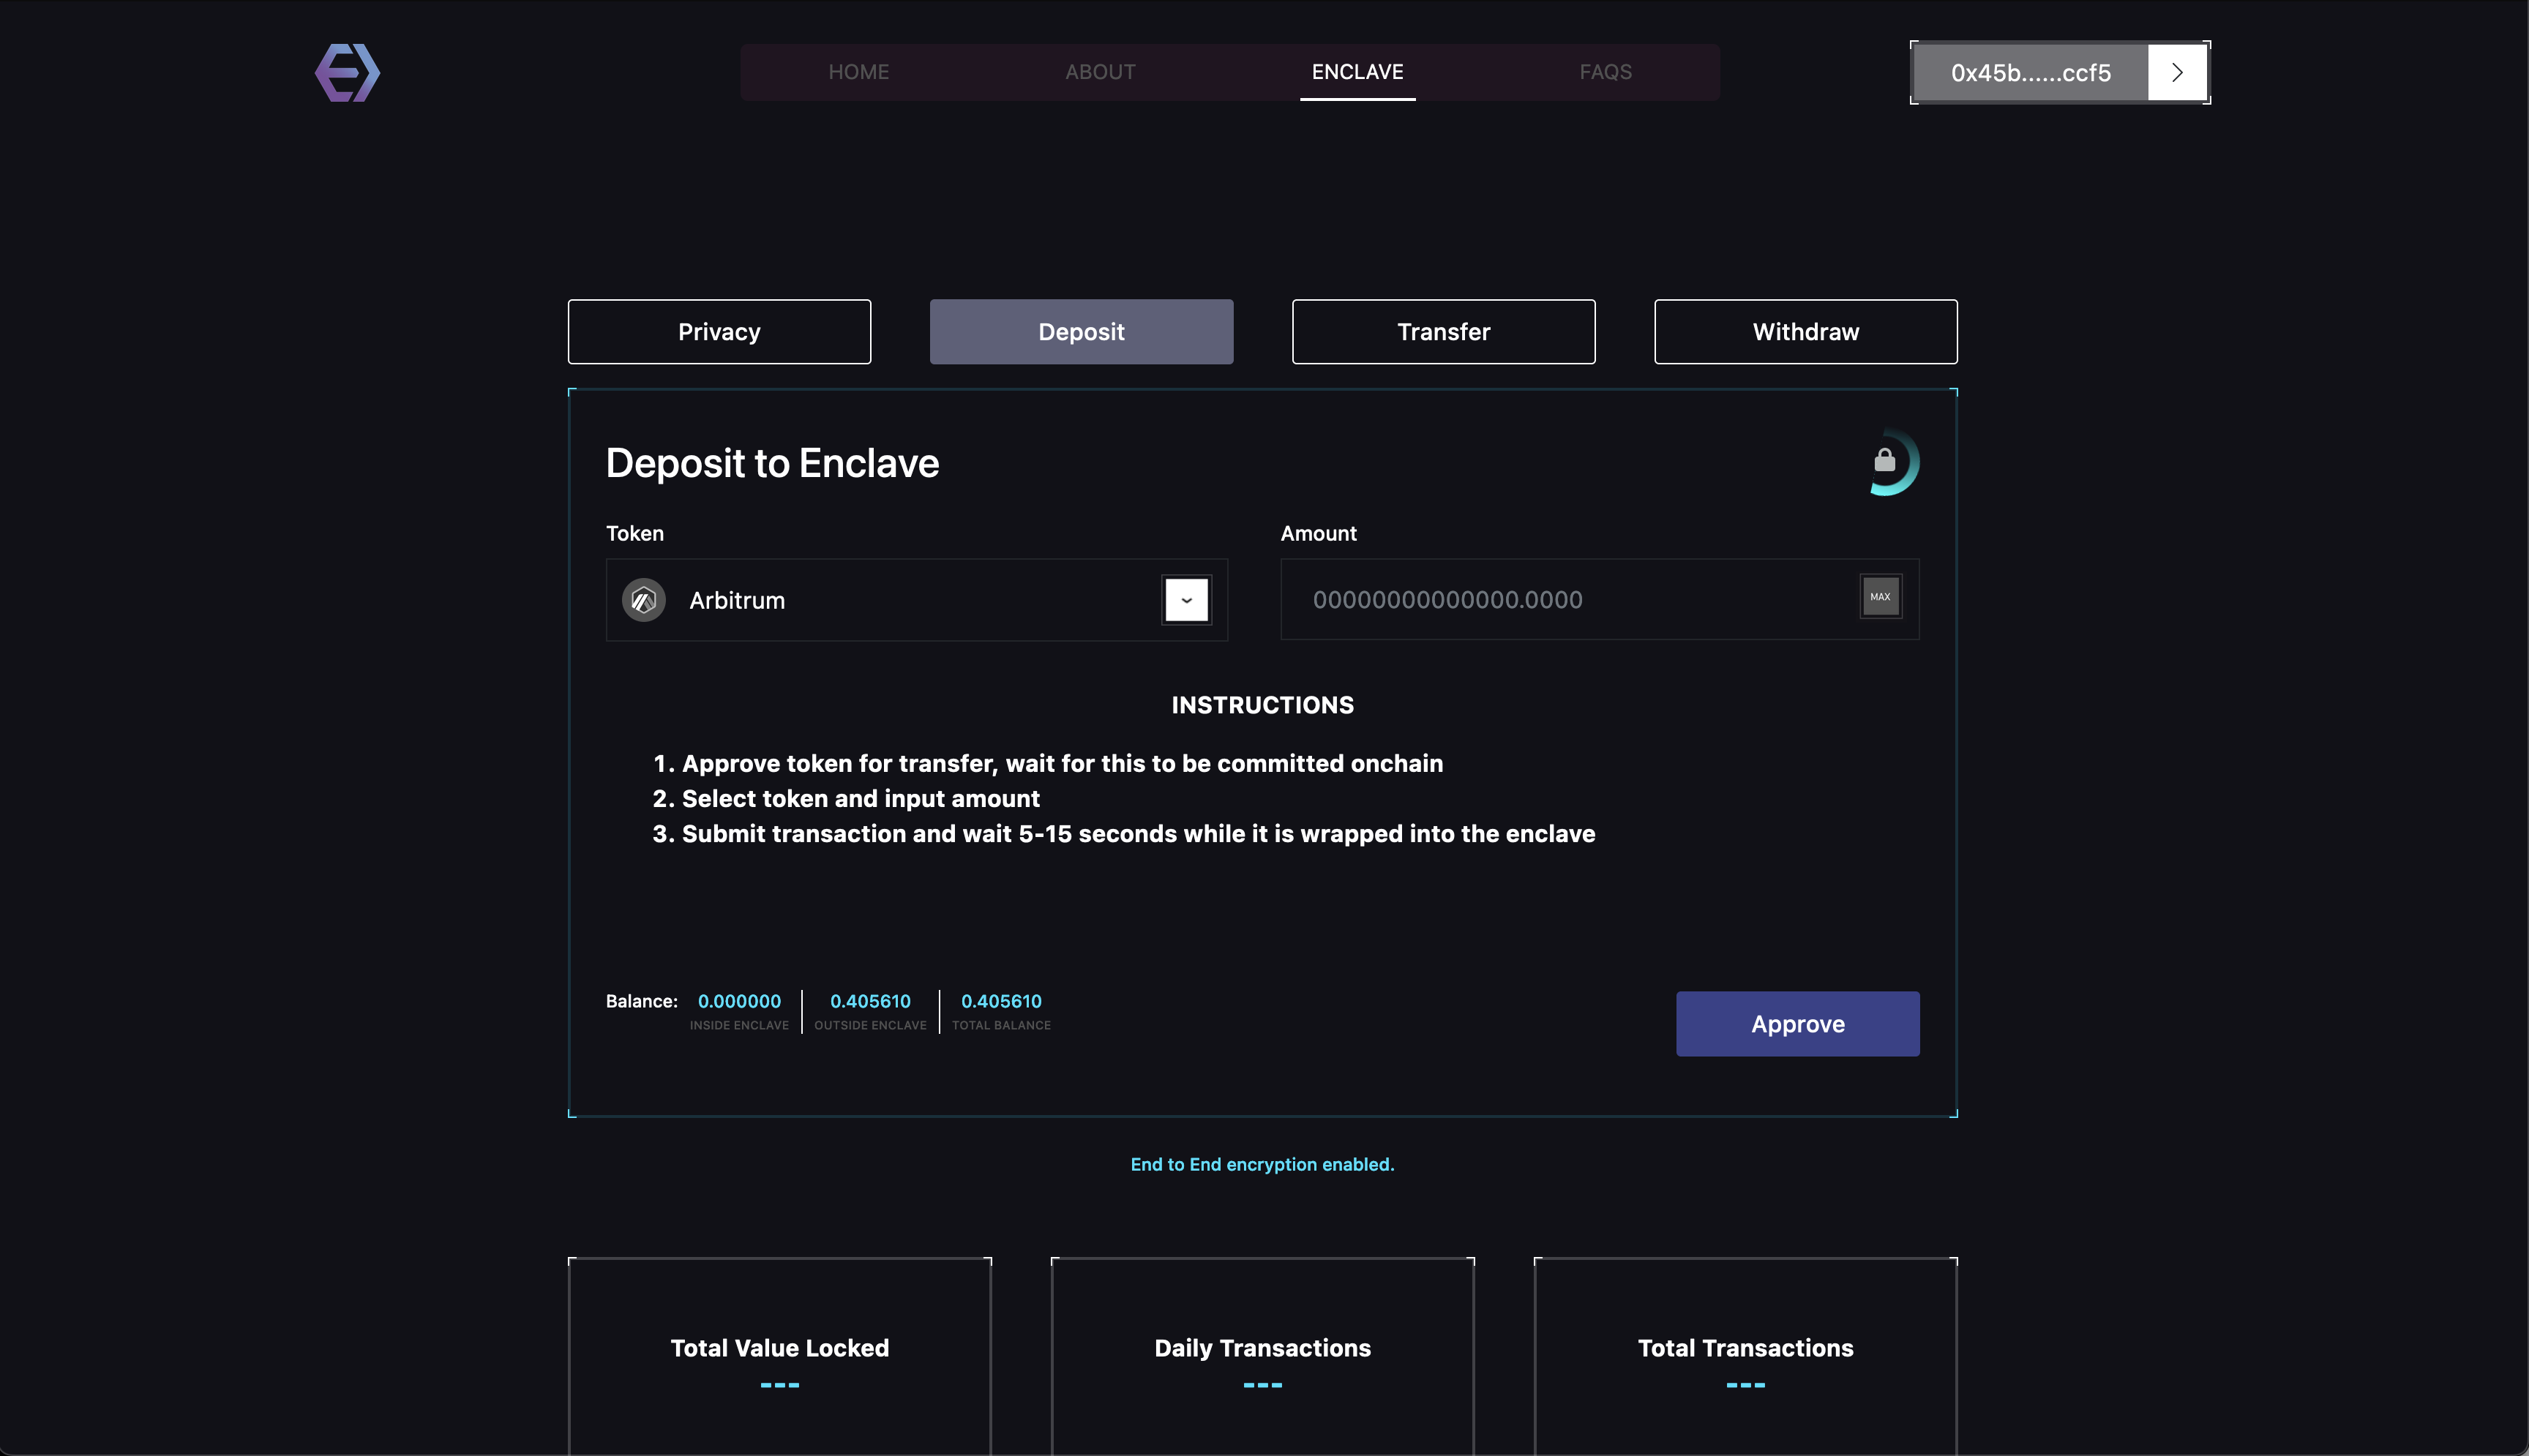 HOME ABOUT ENCLAVE FAQS
0x45b......ccf5
Privacy Deposit Transfer Withdraw
Deposit to Enclave
Token Amount
Arbitrum 00000000000000.0000 MAX
INSTRUCTIONS
1. Approve token for transfer, wait for this to be committed onchain
2. Select token and input amount
3. Submit transaction and wait 5-15 seconds while it is wrapped into the enclave
Balance: 0.000000 0.405610 0.405610
INSIDE ENCLAVE OUTSIDE ENCLAVE TOTAL BALANCE
Approve
End to End encryption enabled.
Total Value Locked Daily Transactions Total Transactions
--- --- ---